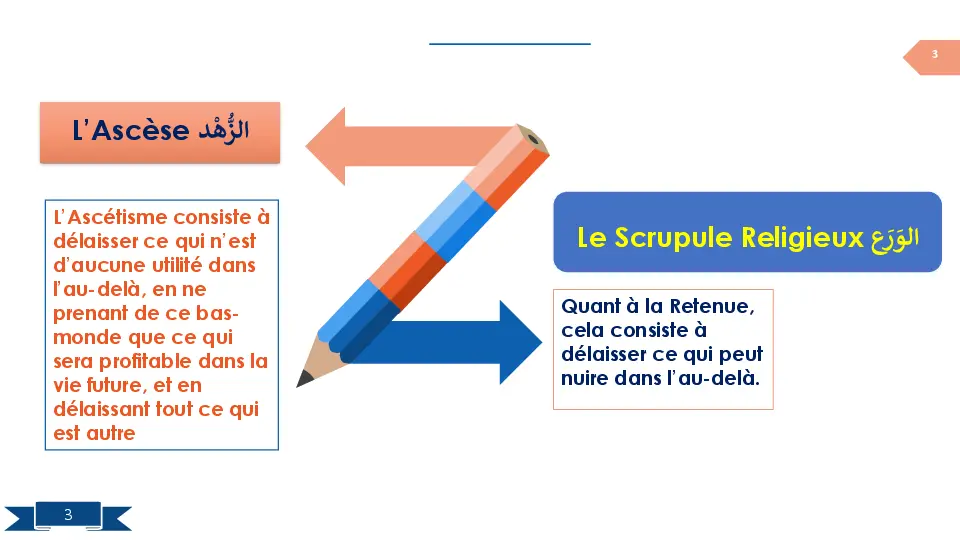 3
L’Ascèse الزُّهْد
L’Ascétisme consiste à
délaisser ce qui n’est
d’aucune utilité dans
l’au-delà, en ne
prenant de ce bas-
monde que ce qui
sera profitable dans la
vie future, et en
délaissant tout ce qui
est autre
Le Scrupule Religieux الوَرَع
Quant à la Retenue,
cela consiste à
délaisser ce qui peut
nuire dans l’au-delà.
3